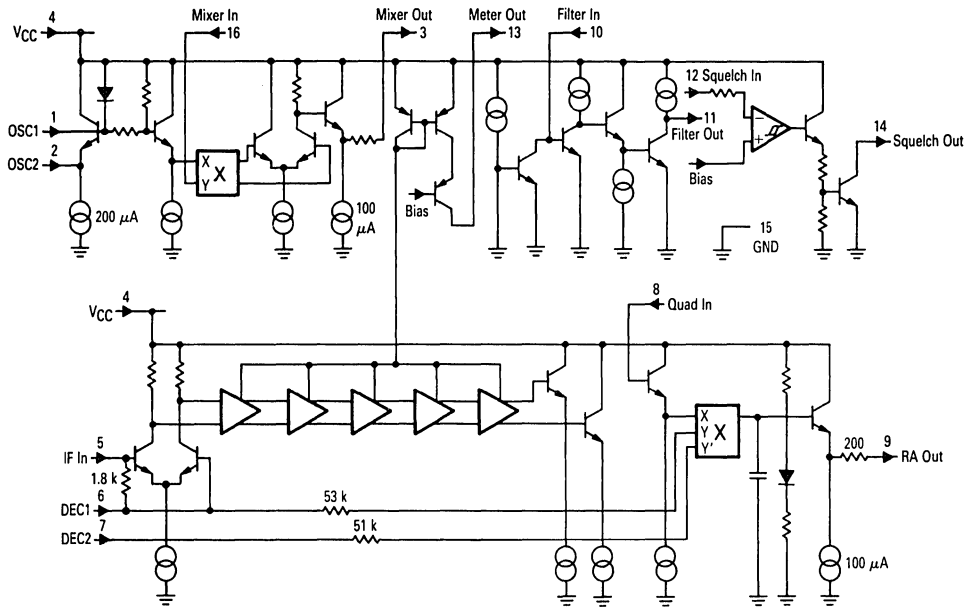 4
VCC
Mixer In
16
Mixer Out
3
Meter Out
13
Filter In
10
12 Squelch In
1
OSC1
2
OSC2
X
Y
X
200 µA
100
µA
Bias
11
Filter Out
Bias
14
Squelch Out
15
GND
4
VCC
8
Quad In
5
IF In
1.8 k
6
DEC1
7
DEC2
53 k
51 k
X
Y
Y'
X
200
9
RA Out
100 µA